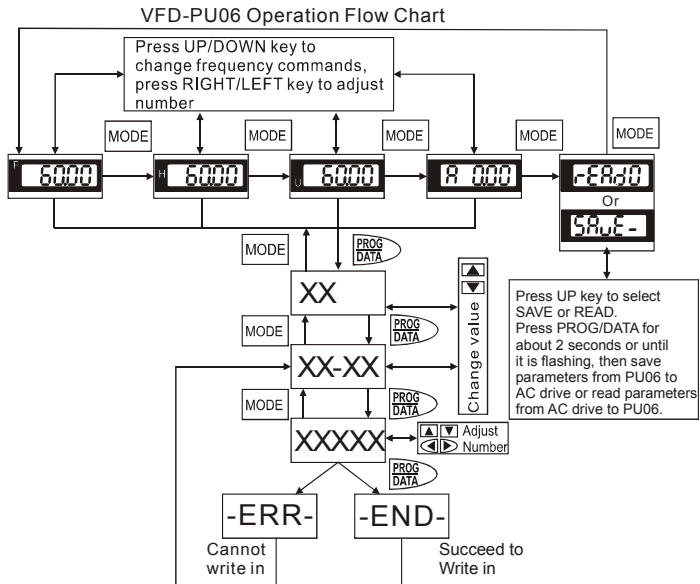 VFD-PU06 Operation Flow Chart
Press UP/DOWN key to
change frequency commands,
press RIGHT/LEFT key to adjust
number
MODE
MODE
MODE
MODE
MODE
F 60.00
H 60.00
U 60.00
A 0.00
rEAd0
Or
SAvE-
MODE
PROG
DATA
XX
MODE
PROG
DATA
XX-XX
MODE
PROG
DATA
XXXXX
PROG
DATA
Change value
Adjust
Number
Press UP key to select
SAVE or READ.
Press PROG/DATA for
about 2 seconds or until
it is flashing, then save
parameters from PU06 to
AC drive or read parameters
from AC drive to PU06.
-ERR-
-END-
Cannot
write in
Succeed to
Write in